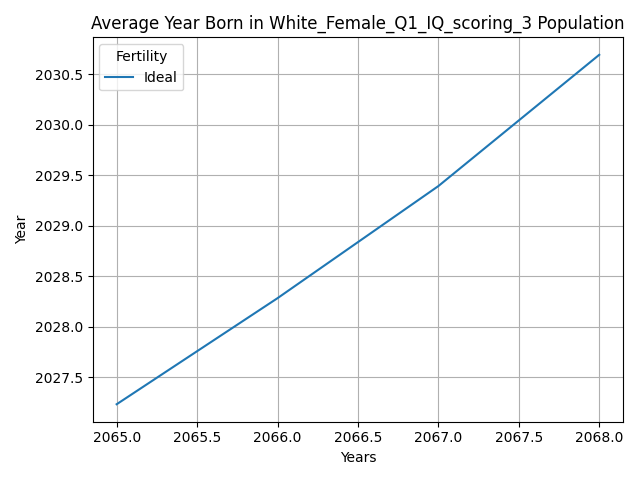 Average Year Born in White_Female_Q1_IQ_scoring_3 Population
Fertility
Ideal
2030.5
2030.0
2029.5
2029.0
2028.5
2028.0
2027.5
Year
2065.0 2065.5 2066.0 2066.5 2067.0 2067.5 2068.0
Years